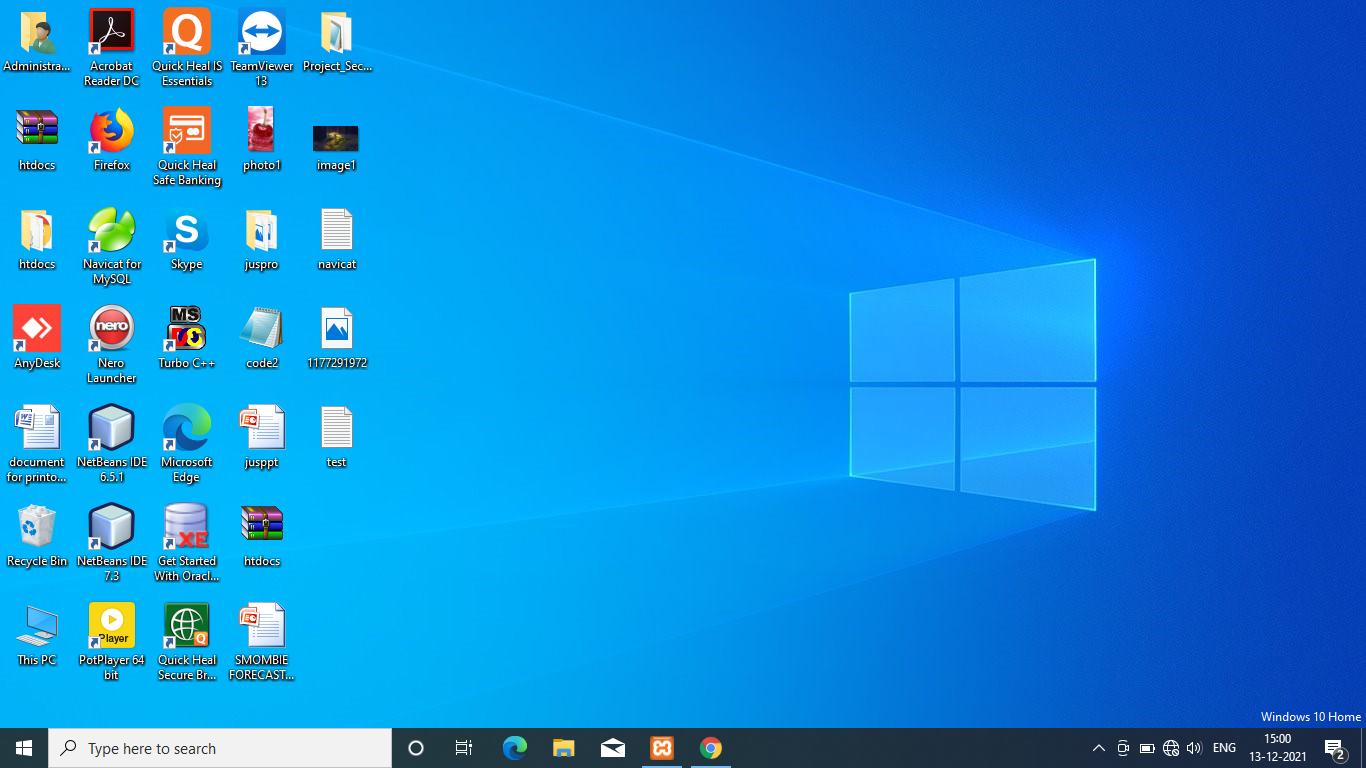 Administra...
Acrobat
Reader DC
Quick Heal IS
Essentials
TeamViewer
13
Project_Sec...
htdocs
Firefox
Quick Heal
Safe Banking
photo1
image1
htdocs
Navicat for
MySQL
S
Skype
juspro
navicat
AnyDesk
nero
Nero
Launcher
MS
Turbo C++
code2
1177291972
W
document
for printo...
NetBeans IDE
6.5.1
Microsoft
Edge
jusppt
test
Recycle Bin
NetBeans IDE
7.3
XE
Get Started
With Oracl...
htdocs
This PC
Player
PotPlayer 64
bit
Q
Quick Heal
Secure Br...
SMOMBIE
FORECAST...
Windows 10 Home
Type here to search
ENG
15:00
13-12-2021
2